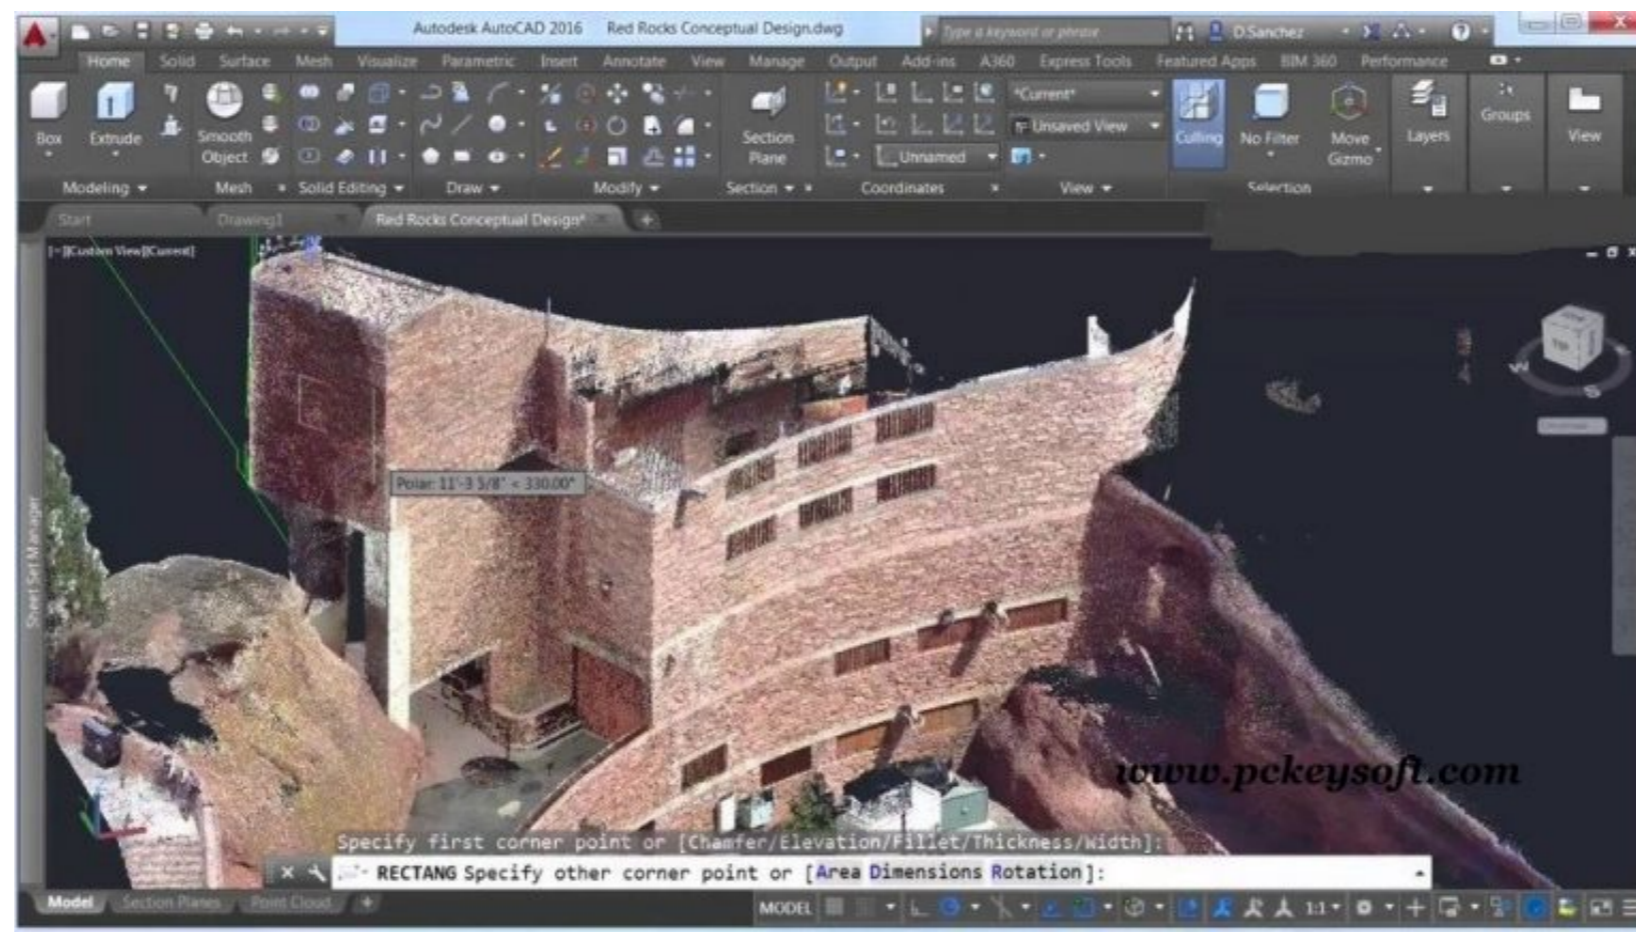 Autodesk AutoCAD 2016 Red Rocks Conceptual Design.dwg
Type a keyword or phrase
D.Sanchez
Home Solid Surface Mesh Visualize Parametric Insert Annotate View Manage Output Add-ins A360 Express Tools Featured Apps BIM 360 Performance
*Current*
Unsaved View
Box Extrude Smooth Object Section Plane Culling No Filter Move Gizmo Layers Groups View
Unnamed
Modeling Mesh Solid Editing Draw Modify Section Coordinates View Selection
Start Drawing1 Red Rocks Conceptual Design* +
[-][Custom View][Current]
TOP
W
S
Polar: 11'-3 5/8" < 330.00°
Sheet Set Manager
www.pckeysoft.com
Specify first corner point or [Chamfer/Elevation/Fillet/Thickness/Width]:
RECTANG Specify other corner point or [Area Dimensions Rotation]:
Model Section Planes Point Cloud +
MODEL 1:1